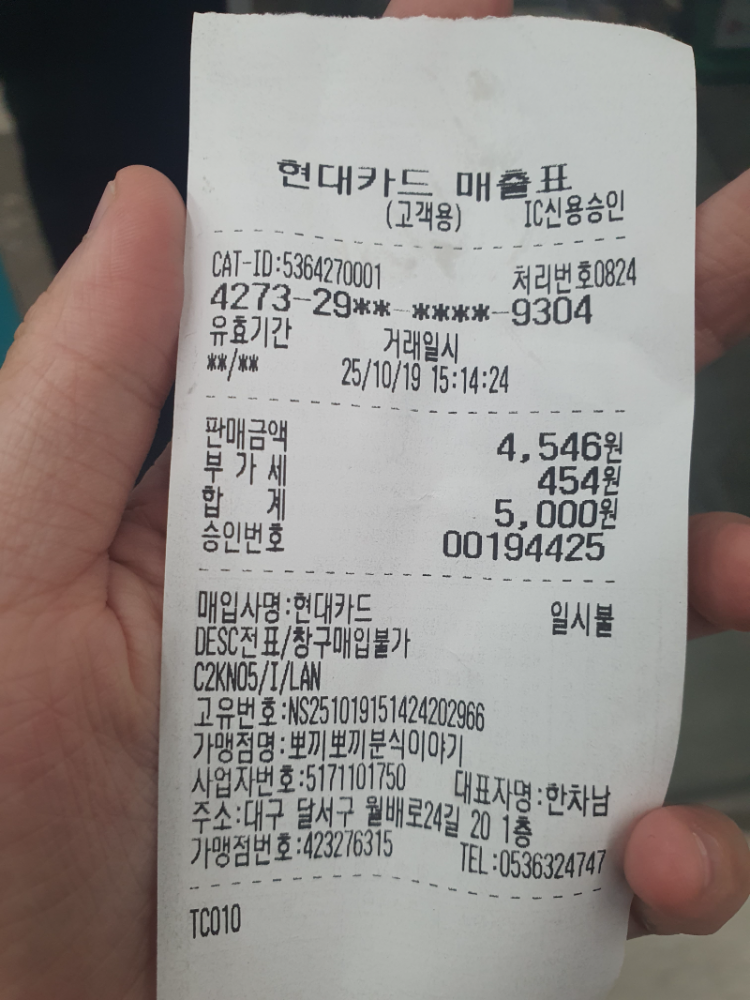 현대카드 매출표
(고객용) IC신용승인
CAT-ID:5364270001 처리번호0824
4273-29**-****-9304
유효기간 거래일시
**/** 25/10/19 15:14:24
판매금액 4,546원
부 가 세 454원
합 계 5,000원
승인번호 00194425
매입사명:현대카드 일시불
DESC전표/창구매입불가
C2KN05/I/LAN
고유번호:NS251019151424202966
가맹점명:뽀끼뽀끼분식이야기
사업자번호:5171101750 대표자명:한차남
주소:대구 달서구 월배로24길 20 1층
가맹점번호:423276315 TEL:0536324747
TC010